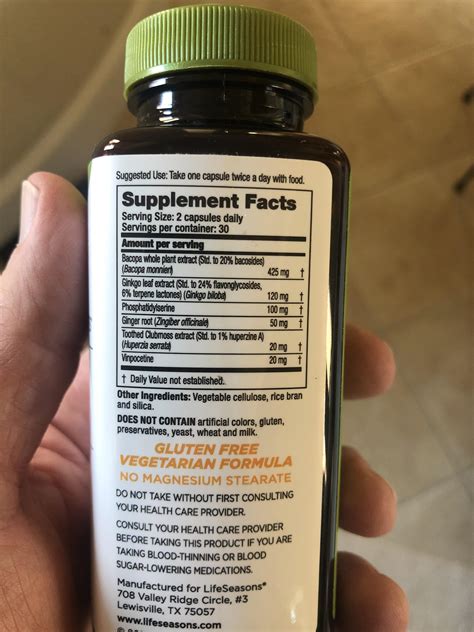 Suggested Use: Take one capsule twice a day with food.
Supplement Facts
Serving Size: 2 capsules daily
Servings per container: 30
Amount per serving
Bacopa whole plant extract (Std. to 20% bacosides)
(Bacopa monnieri) 425 mg †
Ginkgo leaf extract (Std. to 24% flavonglycosides,
6% terpene lactones) (Ginkgo biloba) 120 mg †
Phosphatidylserine 100 mg †
Ginger root (Zingiber officinale) 50 mg †
Toothed Clubmoss extract (Std. to 1% huperzine A)
(Huperzia serrata) 20 mg †
Vinpocetine 20 mg †
† Daily Value not established.
Other Ingredients: Vegetable cellulose, rice bran
and silica.
DOES NOT CONTAIN artificial colors, gluten,
preservatives, yeast, wheat and milk.
GLUTEN FREE
VEGETARIAN FORMULA
NO MAGNESIUM STEARATE
DO NOT TAKE WITHOUT FIRST CONSULTING
YOUR HEALTH CARE PROVIDER.
CONSULT YOUR HEALTH CARE PROVIDER
BEFORE TAKING THIS PRODUCT IF YOU ARE
TAKING BLOOD-THINNING OR BLOOD
SUGAR-LOWERING MEDICATIONS.
Manufactured for LifeSeasons®
708 Valley Ridge Circle, #3
Lewisville, TX 75057
www.lifeseasons.com